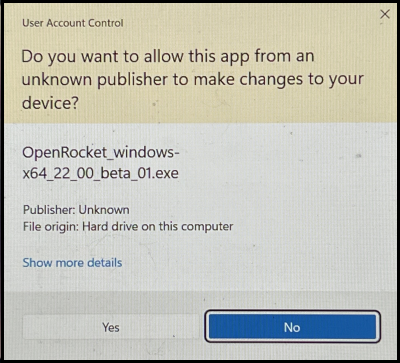 User Account Control
Do you want to allow this app from an
unknown publisher to make changes to your
device?
OpenRocket_windows-
x64_22_00_beta_01.exe
Publisher: Unknown
File origin: Hard drive on this computer
Show more details
Yes
No